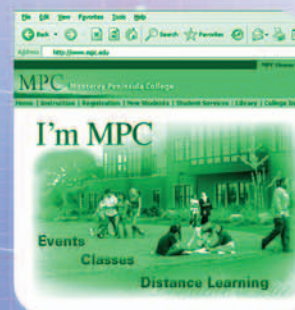 File Edit View Favorites Tools Help
Back Search Favorites
Address http://www.mpc.edu
MPC Monterey Peninsula College
Home | Instruction | Registration | New Students | Student Services | Library | College
I'm MPC
Events
Classes
Distance Learning